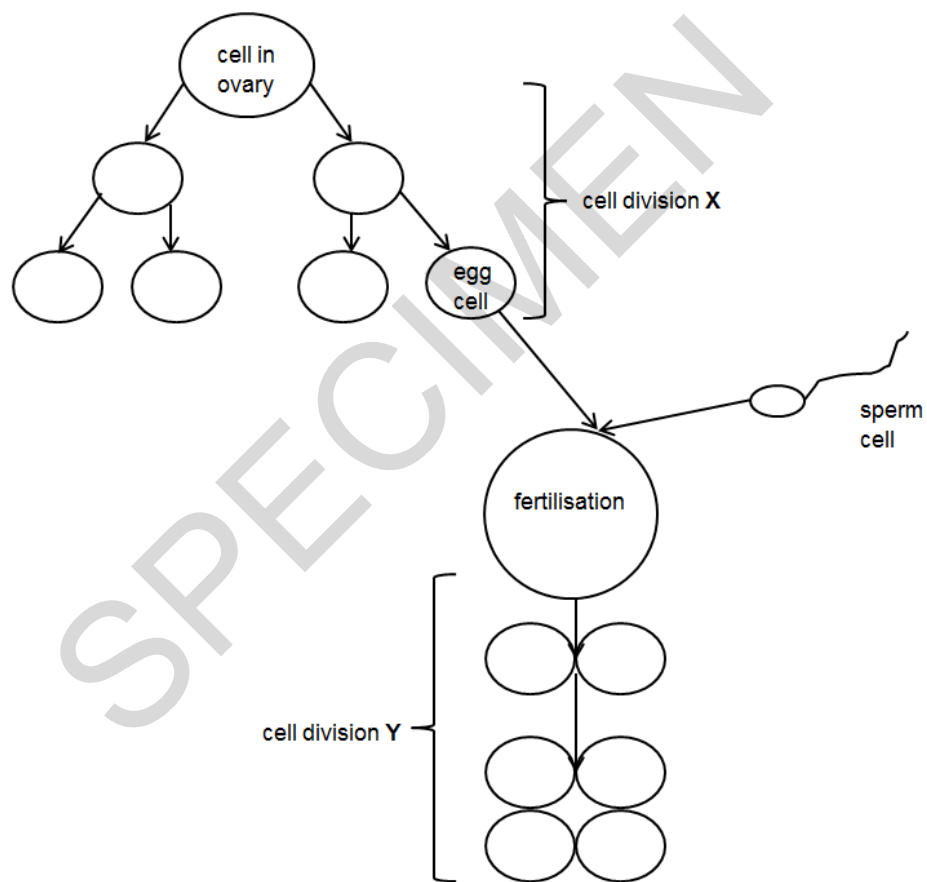 cell in
ovary
cell division X
egg
cell
sperm
cell
fertilisation
cell division Y
SPECIMEN